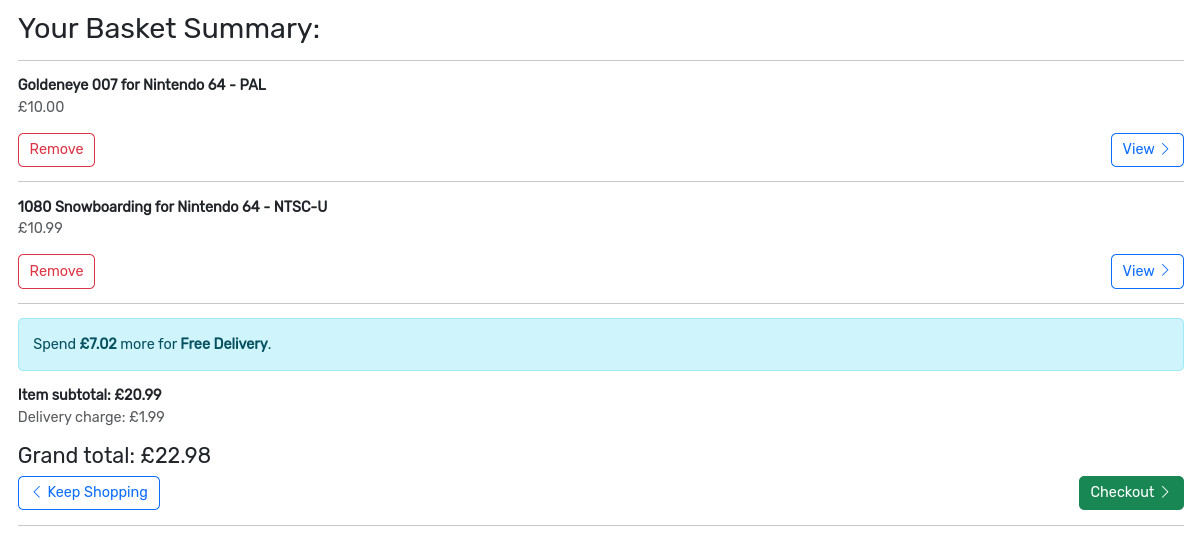 Your Basket Summary:
Goldeneye 007 for Nintendo 64 - PAL
£10.00
Remove
View
1080 Snowboarding for Nintendo 64 - NTSC-U
£10.99
Remove
View
Spend £7.02 more for Free Delivery.
Item subtotal: £20.99
Delivery charge: £1.99
Grand total: £22.98
Keep Shopping
Checkout